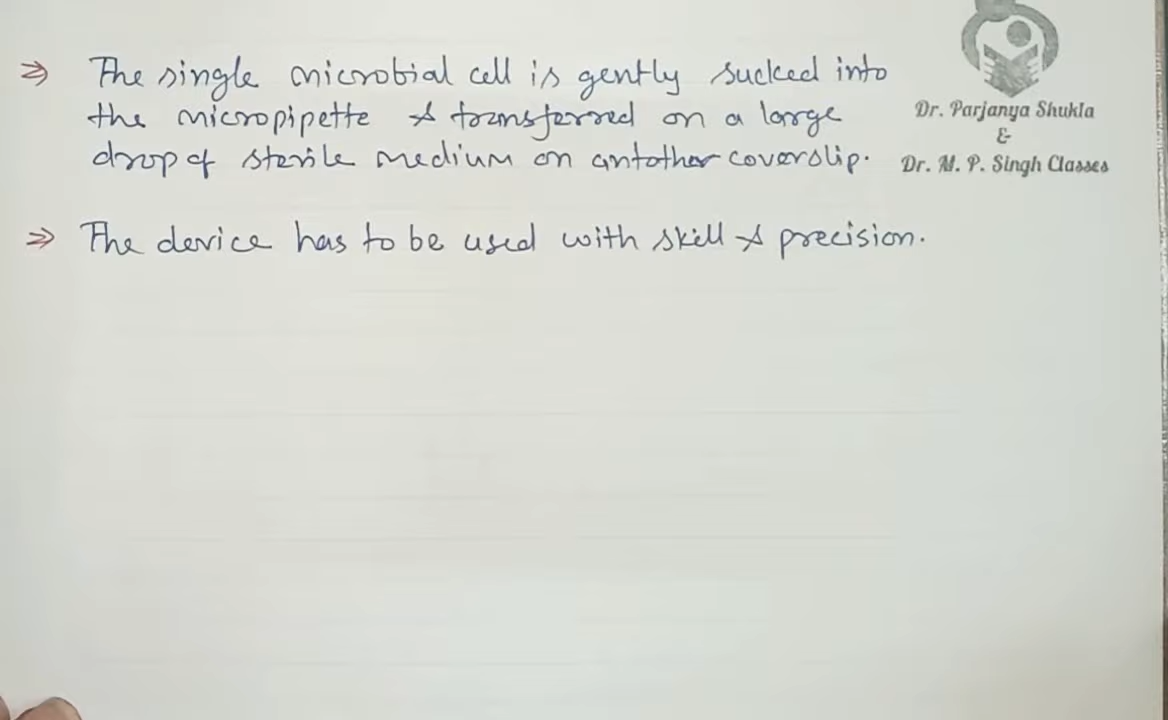 ⇒ The single microbial cell is gently sucked into
the micropipette & transferred on a large
drop of sterile medium on antother coverslip.
⇒ The device has to be used with skill & precision.
Dr. Parjanya Shukla
&
Dr. M. P. Singh Classes